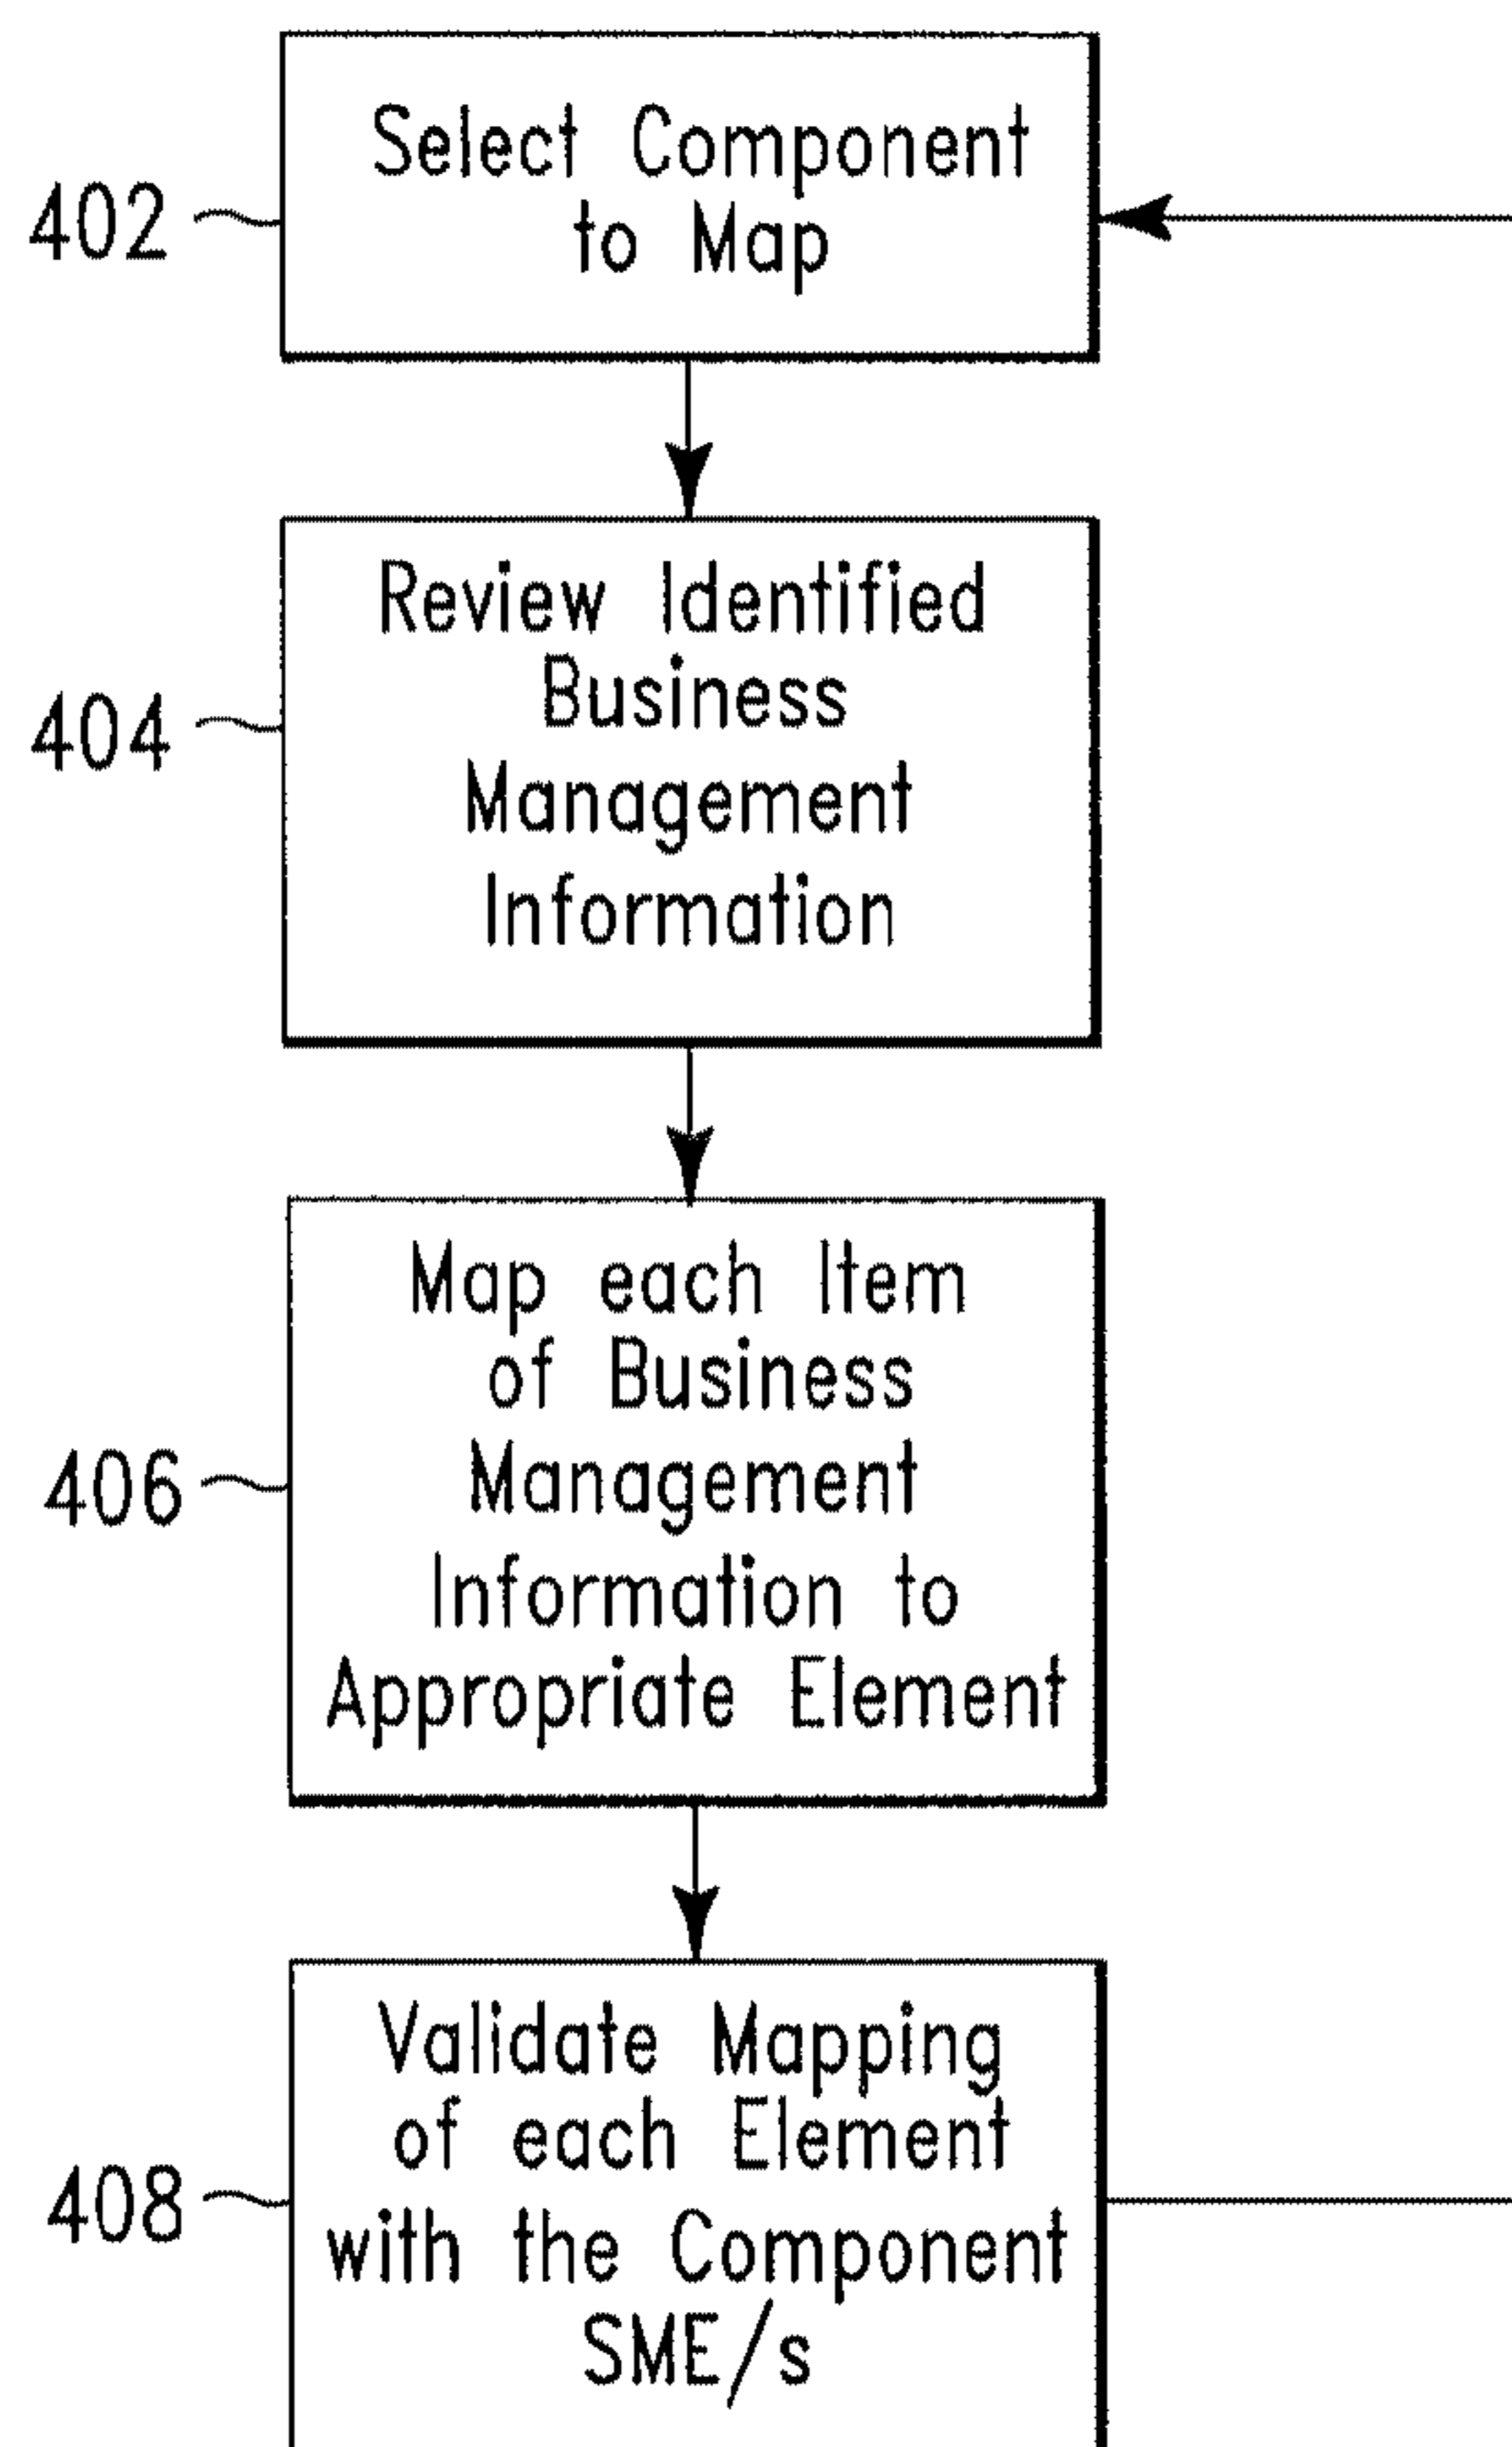 Select Component
to Map
402
Review Identified
Business
Management
Information
404
Map each Item
of Business
Management
Information to
Appropriate Element
406
Validate Mapping
of each Element
with the Component
SME/s
408